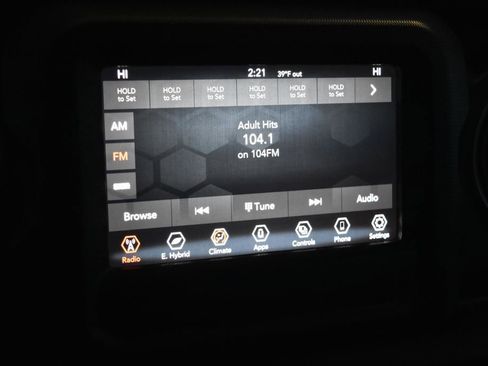 HI 2:21 39°F out HI
HOLD to Set HOLD to Set HOLD to Set HOLD to Set HOLD to Set HOLD to Set
AM
FM
Adult Hits
104.1
on 104FM
Browse Tune Audio
Radio E. Hybrid Climate Apps Controls Phone Settings